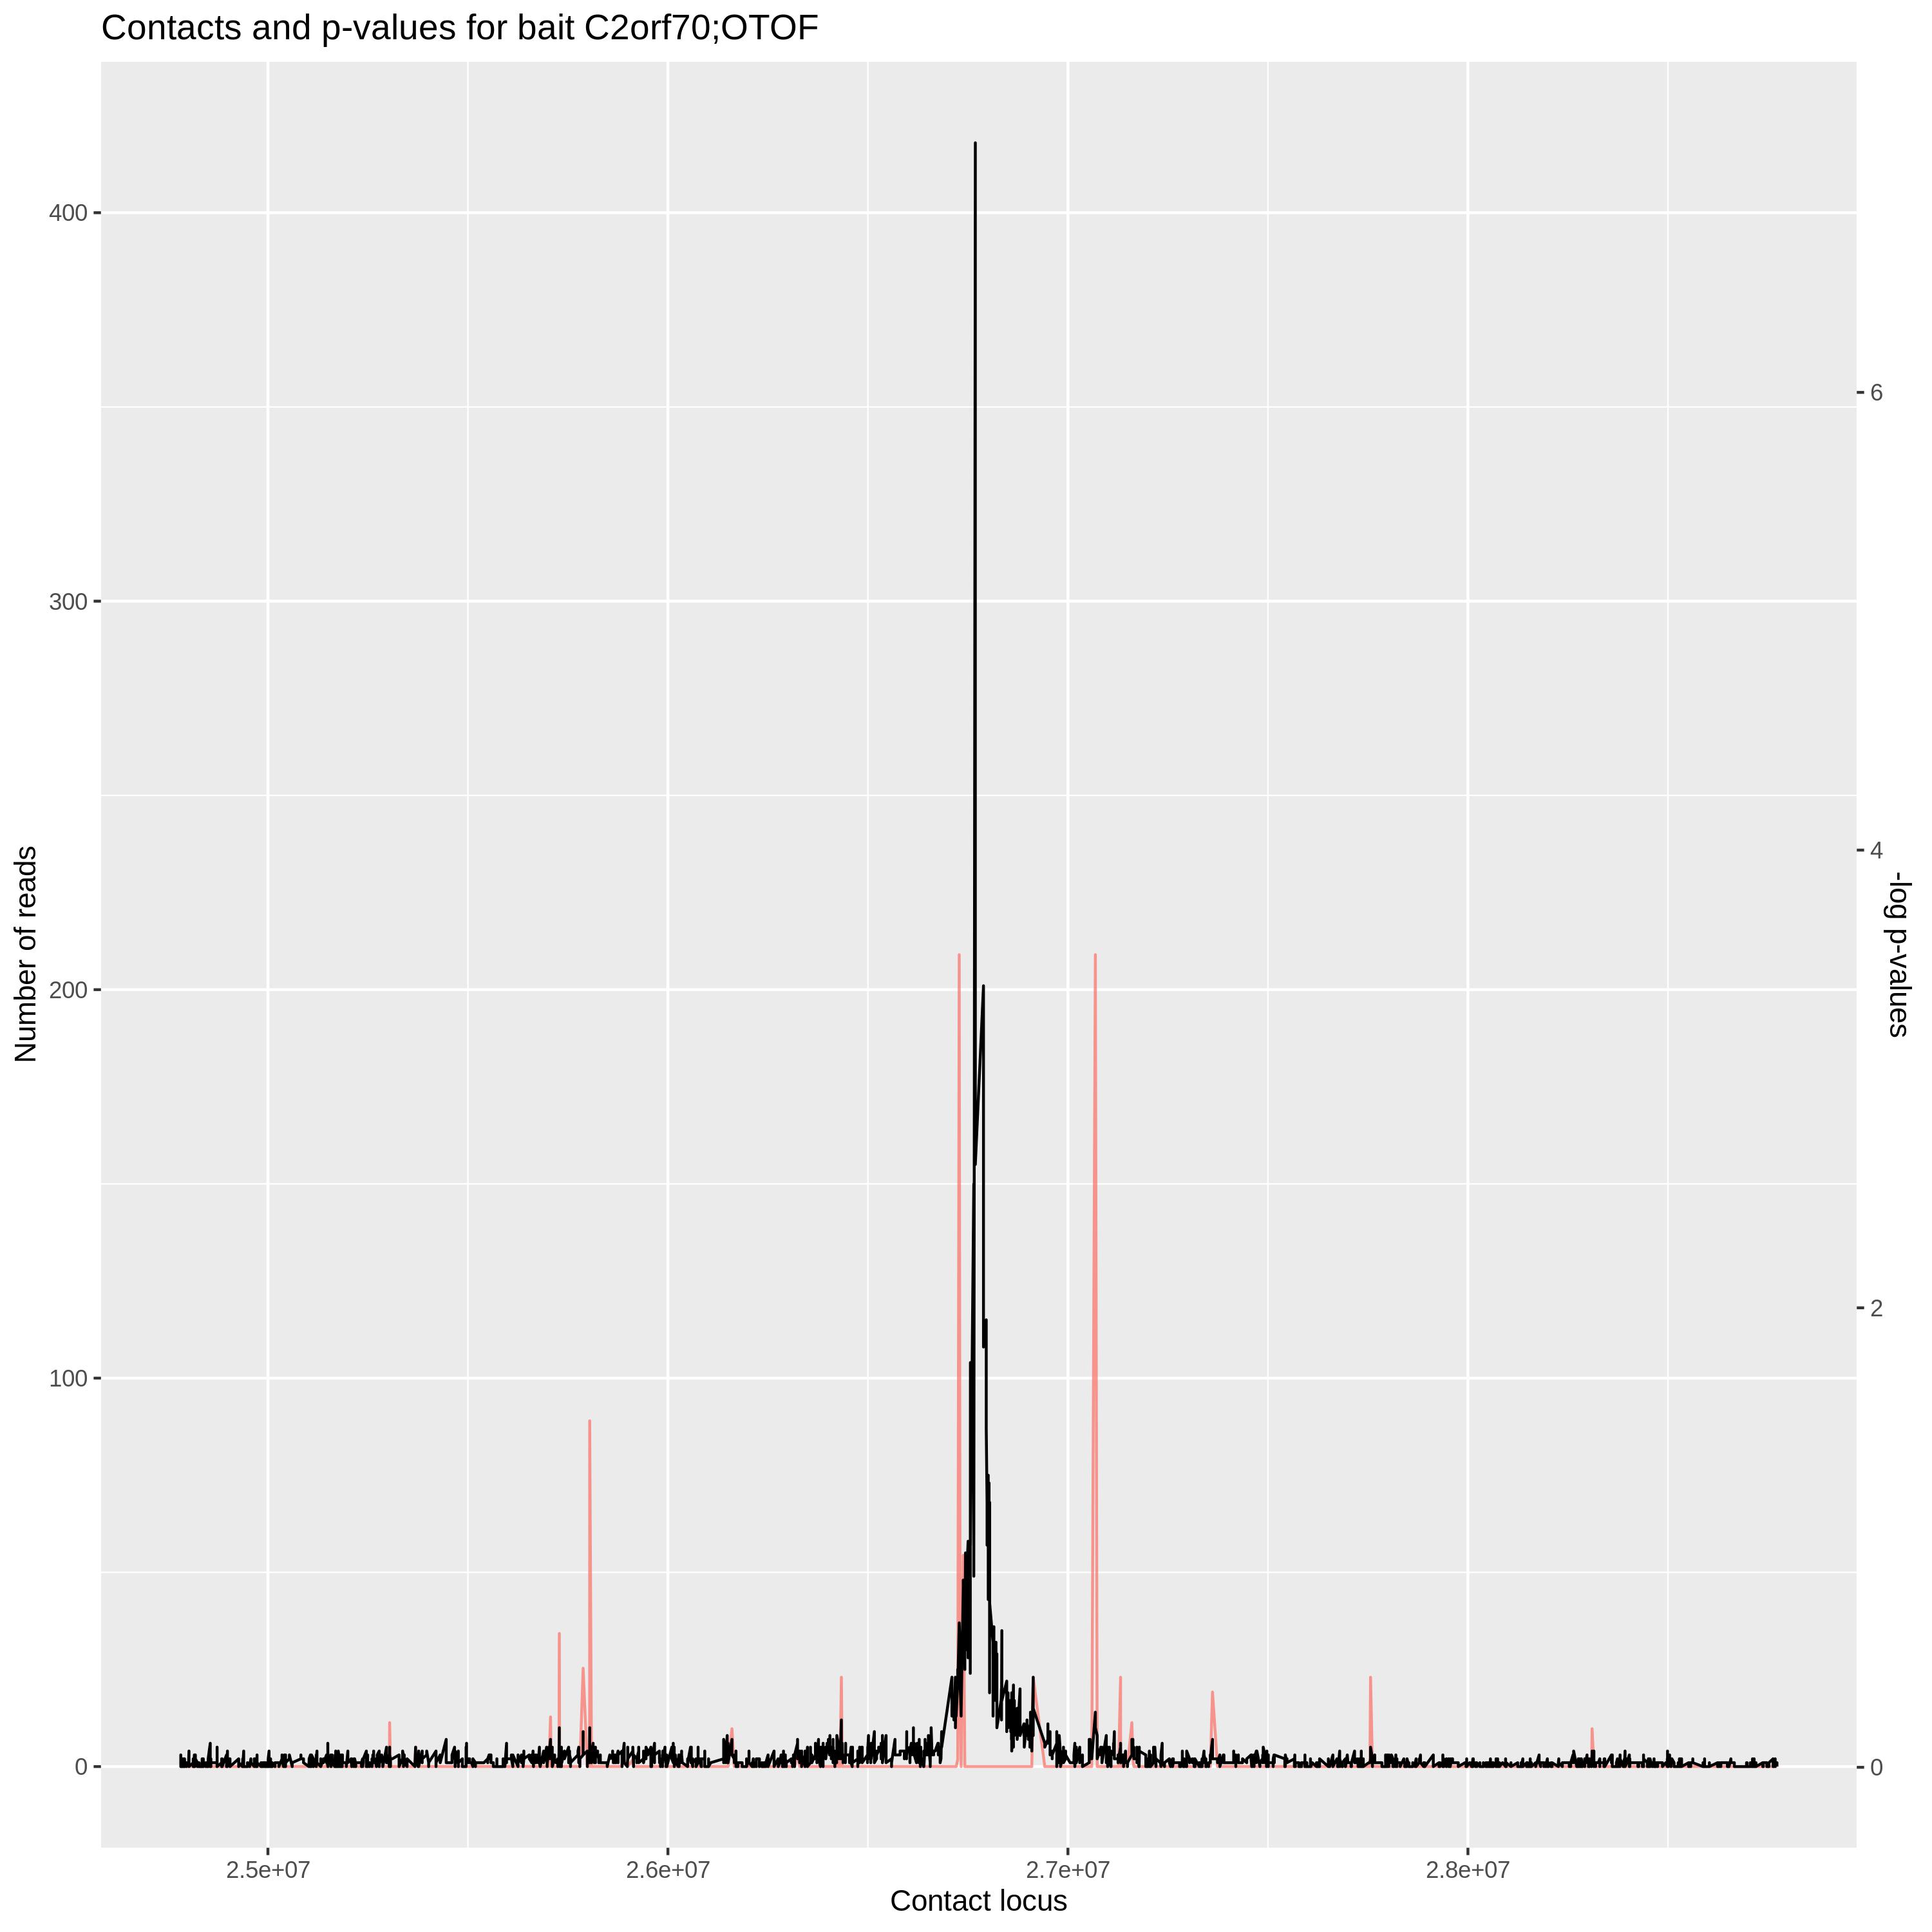 Contacts and p-values for bait C2orf70;OTOF
400
300
200
100
0
Number of reads
6
4
2
0
-log p-values
2.5e+07
2.6e+07
2.7e+07
2.8e+07
Contact locus